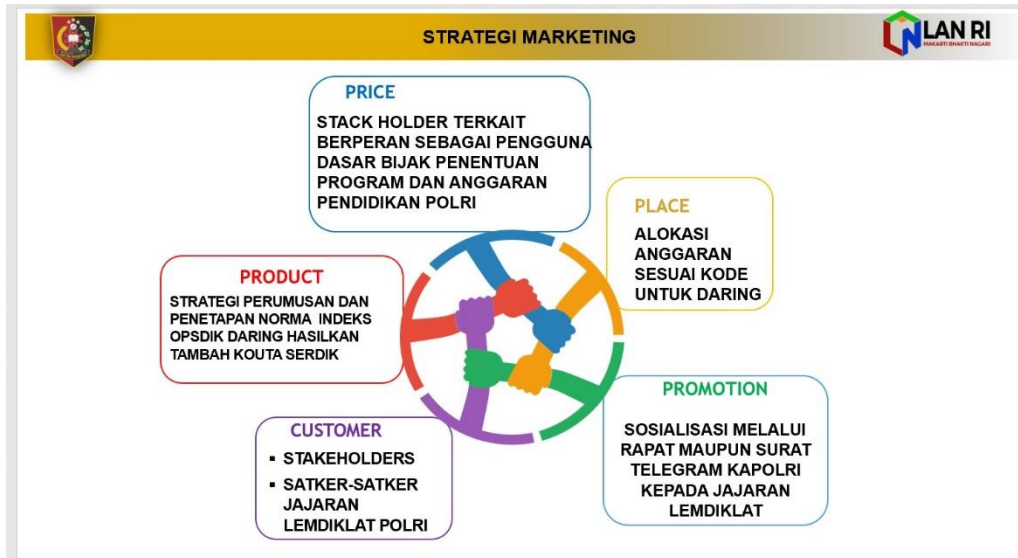 STRATEGI MARKETING
LAN RI
MAKARTI BHAKTI NAGARI
PRICE
STACK HOLDER TERKAIT
BERPERAN SEBAGAI PENGGUNA
DASAR BIJAK PENENTUAN
PROGRAM DAN ANGGARAN
PENDIDIKAN POLRI
PLACE
ALOKASI
ANGGARAN
SESUAI KODE
UNTUK DARING
PRODUCT
STRATEGI PERUMUSAN DAN
PENETAPAN NORMA INDEKS
OPSDIK DARING HASILKAN
TAMBAH KOUTA SERDIK
PROMOTION
SOSIALISASI MELALUI
RAPAT MAUPUN SURAT
TELEGRAM KAPOLRI
KEPADA JAJARAN
LEMDIKLAT
CUSTOMER
▪ STAKEHOLDERS
▪ SATKER-SATKER
JAJARAN
LEMDIKLAT POLRI